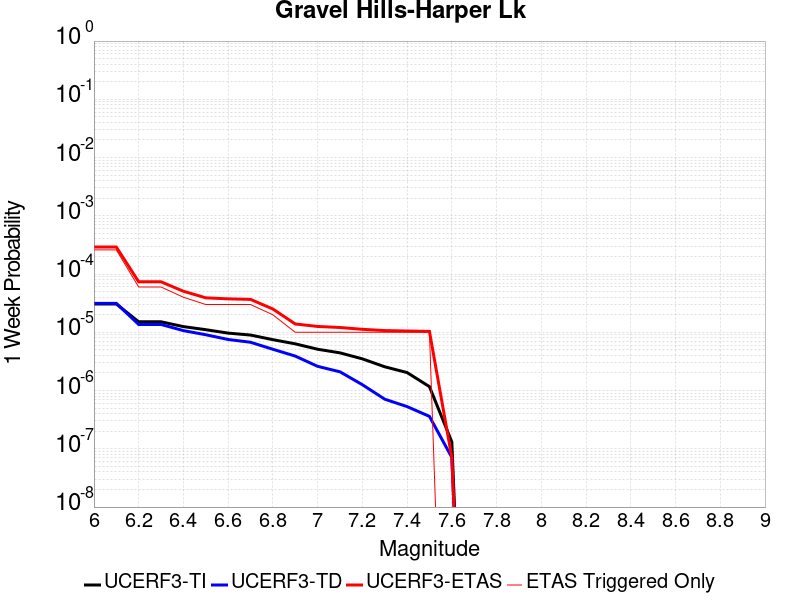 Gravel Hills-Harper Lk
10^0
10^-1
10^-2
10^-3
10^-4
10^-5
10^-6
10^-7
10^-8
1 Week Probability
6 6.2 6.4 6.6 6.8 7 7.2 7.4 7.6 7.8 8 8.2 8.4 8.6 8.8 9
Magnitude
UCERF3-TI UCERF3-TD UCERF3-ETAS ETAS Triggered Only